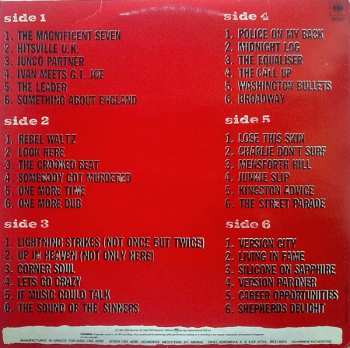 side 1
1. THE MAGNIFICENT SEVEN
2. HITSVILLE U.K.
3. JUNCO PARTNER
4. IVAN MEETS G.I. JOE
5. THE LEADER
6. SOMETHING ABOUT ENGLAND
side 2
1. REBEL WALTZ
2. LOOK HERE
3. THE CROOKED BEAT
4. SOMEBODY GOT MURDERED
5. ONE MORE TIME
6. ONE MORE DUB
side 3
1. LIGHTNING STRIKES (NOT ONCE BUT TWICE)
2. UP IN HEAVEN (NOT ONLY HERE)
3. CORNER SOUL
4. LETS GO CRAZY
5. IF MUSIC COULD TALK
6. THE SOUND OF THE SINNERS
side 4
1. POLICE ON MY BACK
2. MIDNIGHT LOG
3. THE EQUALISER
4. THE CALL UP
5. WASHINGTON BULLETS
6. BROADWAY
side 5
1. LOSE THIS SKIN
2. CHARLIE DON'T SURF
3. MENSFORTH HILL
4. JUNKIE SLIP
5. KINGSTON ADVICE
6. THE STREET PARADE
side 6
1. VERSION CITY
2. LIVING IN FAME
3. SILICONE ON SAPPHIRE
4. VERSION PARDNER
5. CAREER OPPORTUNITIES
6. SHEPHERDS DELIGHT